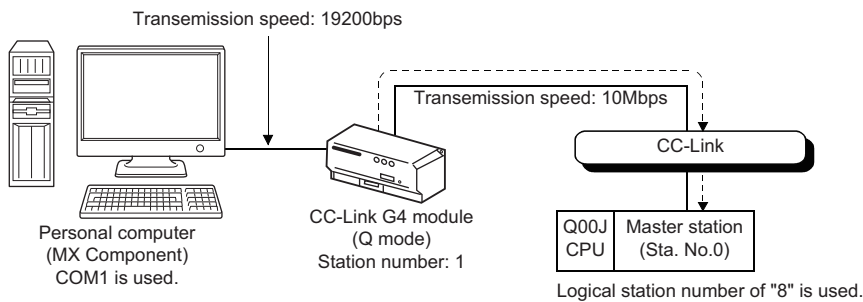 Transemission speed: 19200bps
Transemission speed: 10Mbps
CC-Link
Personal computer
(MX Component)
COM1 is used.
CC-Link G4 module
(Q mode)
Station number: 1
Q00J
CPU
Master station
(Sta. No.0)
Logical station number of "8" is used.